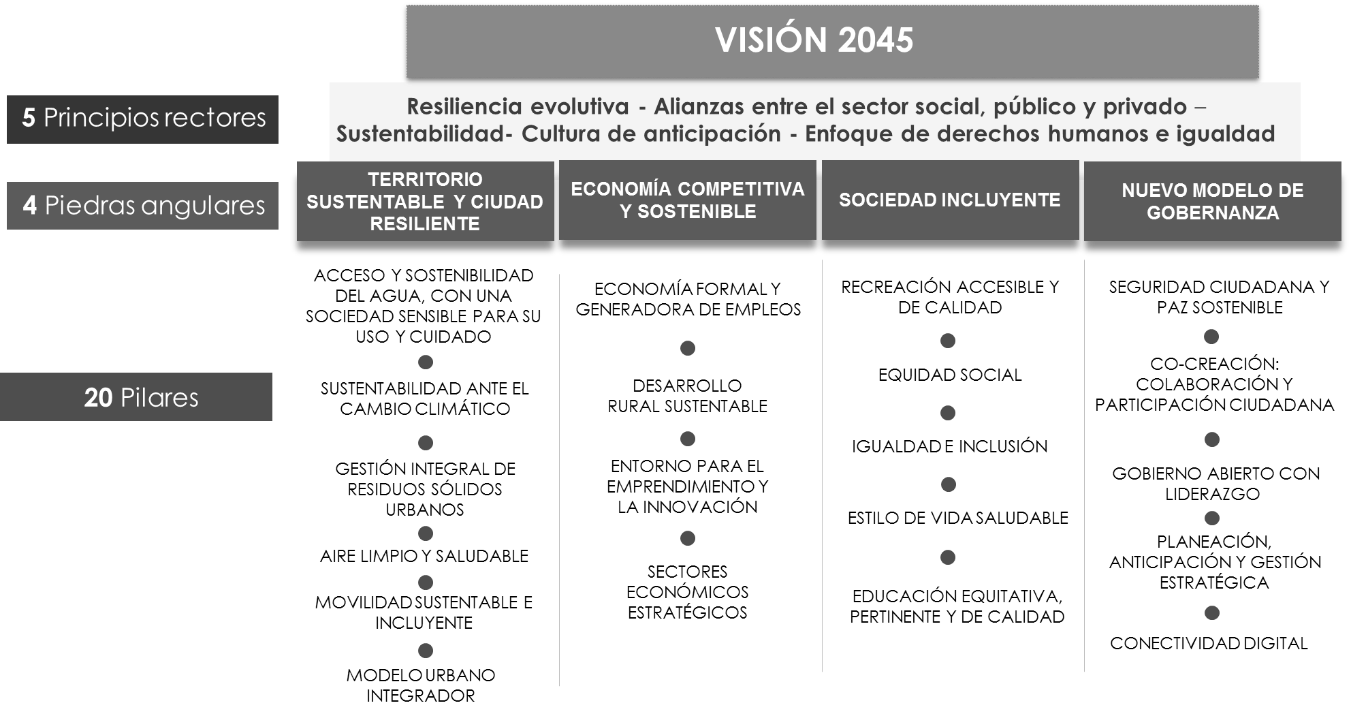 VISIÓN 2045
5 Principios rectores
Resiliencia evolutiva - Alianzas entre el sector social, público y privado –
Sustentabilidad- Cultura de anticipación - Enfoque de derechos humanos e igualdad
4 Piedras angulares
TERRITORIO
SUSTENTABLE Y CIUDAD
RESILIENTE
ECONOMÍA COMPETITIVA
Y SOSTENIBLE
SOCIEDAD INCLUYENTE
NUEVO MODELO DE
GOBERNANZA
20 Pilares
ACCESO Y SOSTENIBILIDAD
DEL AGUA, CON UNA
SOCIEDAD SENSIBLE PARA SU
USO Y CUIDADO
SUSTENTABILIDAD ANTE EL
CAMBIO CLIMÁTICO
GESTIÓN INTEGRAL DE
RESIDUOS SÓLIDOS
URBANOS
AIRE LIMPIO Y SALUDABLE
MOVILIDAD SUSTENTABLE E
INCLUYENTE
MODELO URBANO
INTEGRADOR
ECONOMÍA FORMAL Y
GENERADORA DE EMPLEOS
DESARROLLO
RURAL SUSTENTABLE
ENTORNO PARA EL
EMPRENDIMIENTO Y
LA INNOVACIÓN
SECTORES
ECONÓMICOS
ESTRATÉGICOS
RECREACIÓN ACCESIBLE Y
DE CALIDAD
EQUIDAD SOCIAL
IGUALDAD E INCLUSIÓN
ESTILO DE VIDA SALUDABLE
EDUCACIÓN EQUITATIVA,
PERTINENTE Y DE CALIDAD
SEGURIDAD CIUDADANA Y
PAZ SOSTENIBLE
CO-CREACIÓN:
COLABORACIÓN Y
PARTICIPACIÓN CIUDADANA
GOBIERNO ABIERTO CON
LIDERAZGO
PLANEACIÓN,
ANTICIPACIÓN Y GESTIÓN
ESTRATÉGICA
CONECTIVIDAD DIGITAL